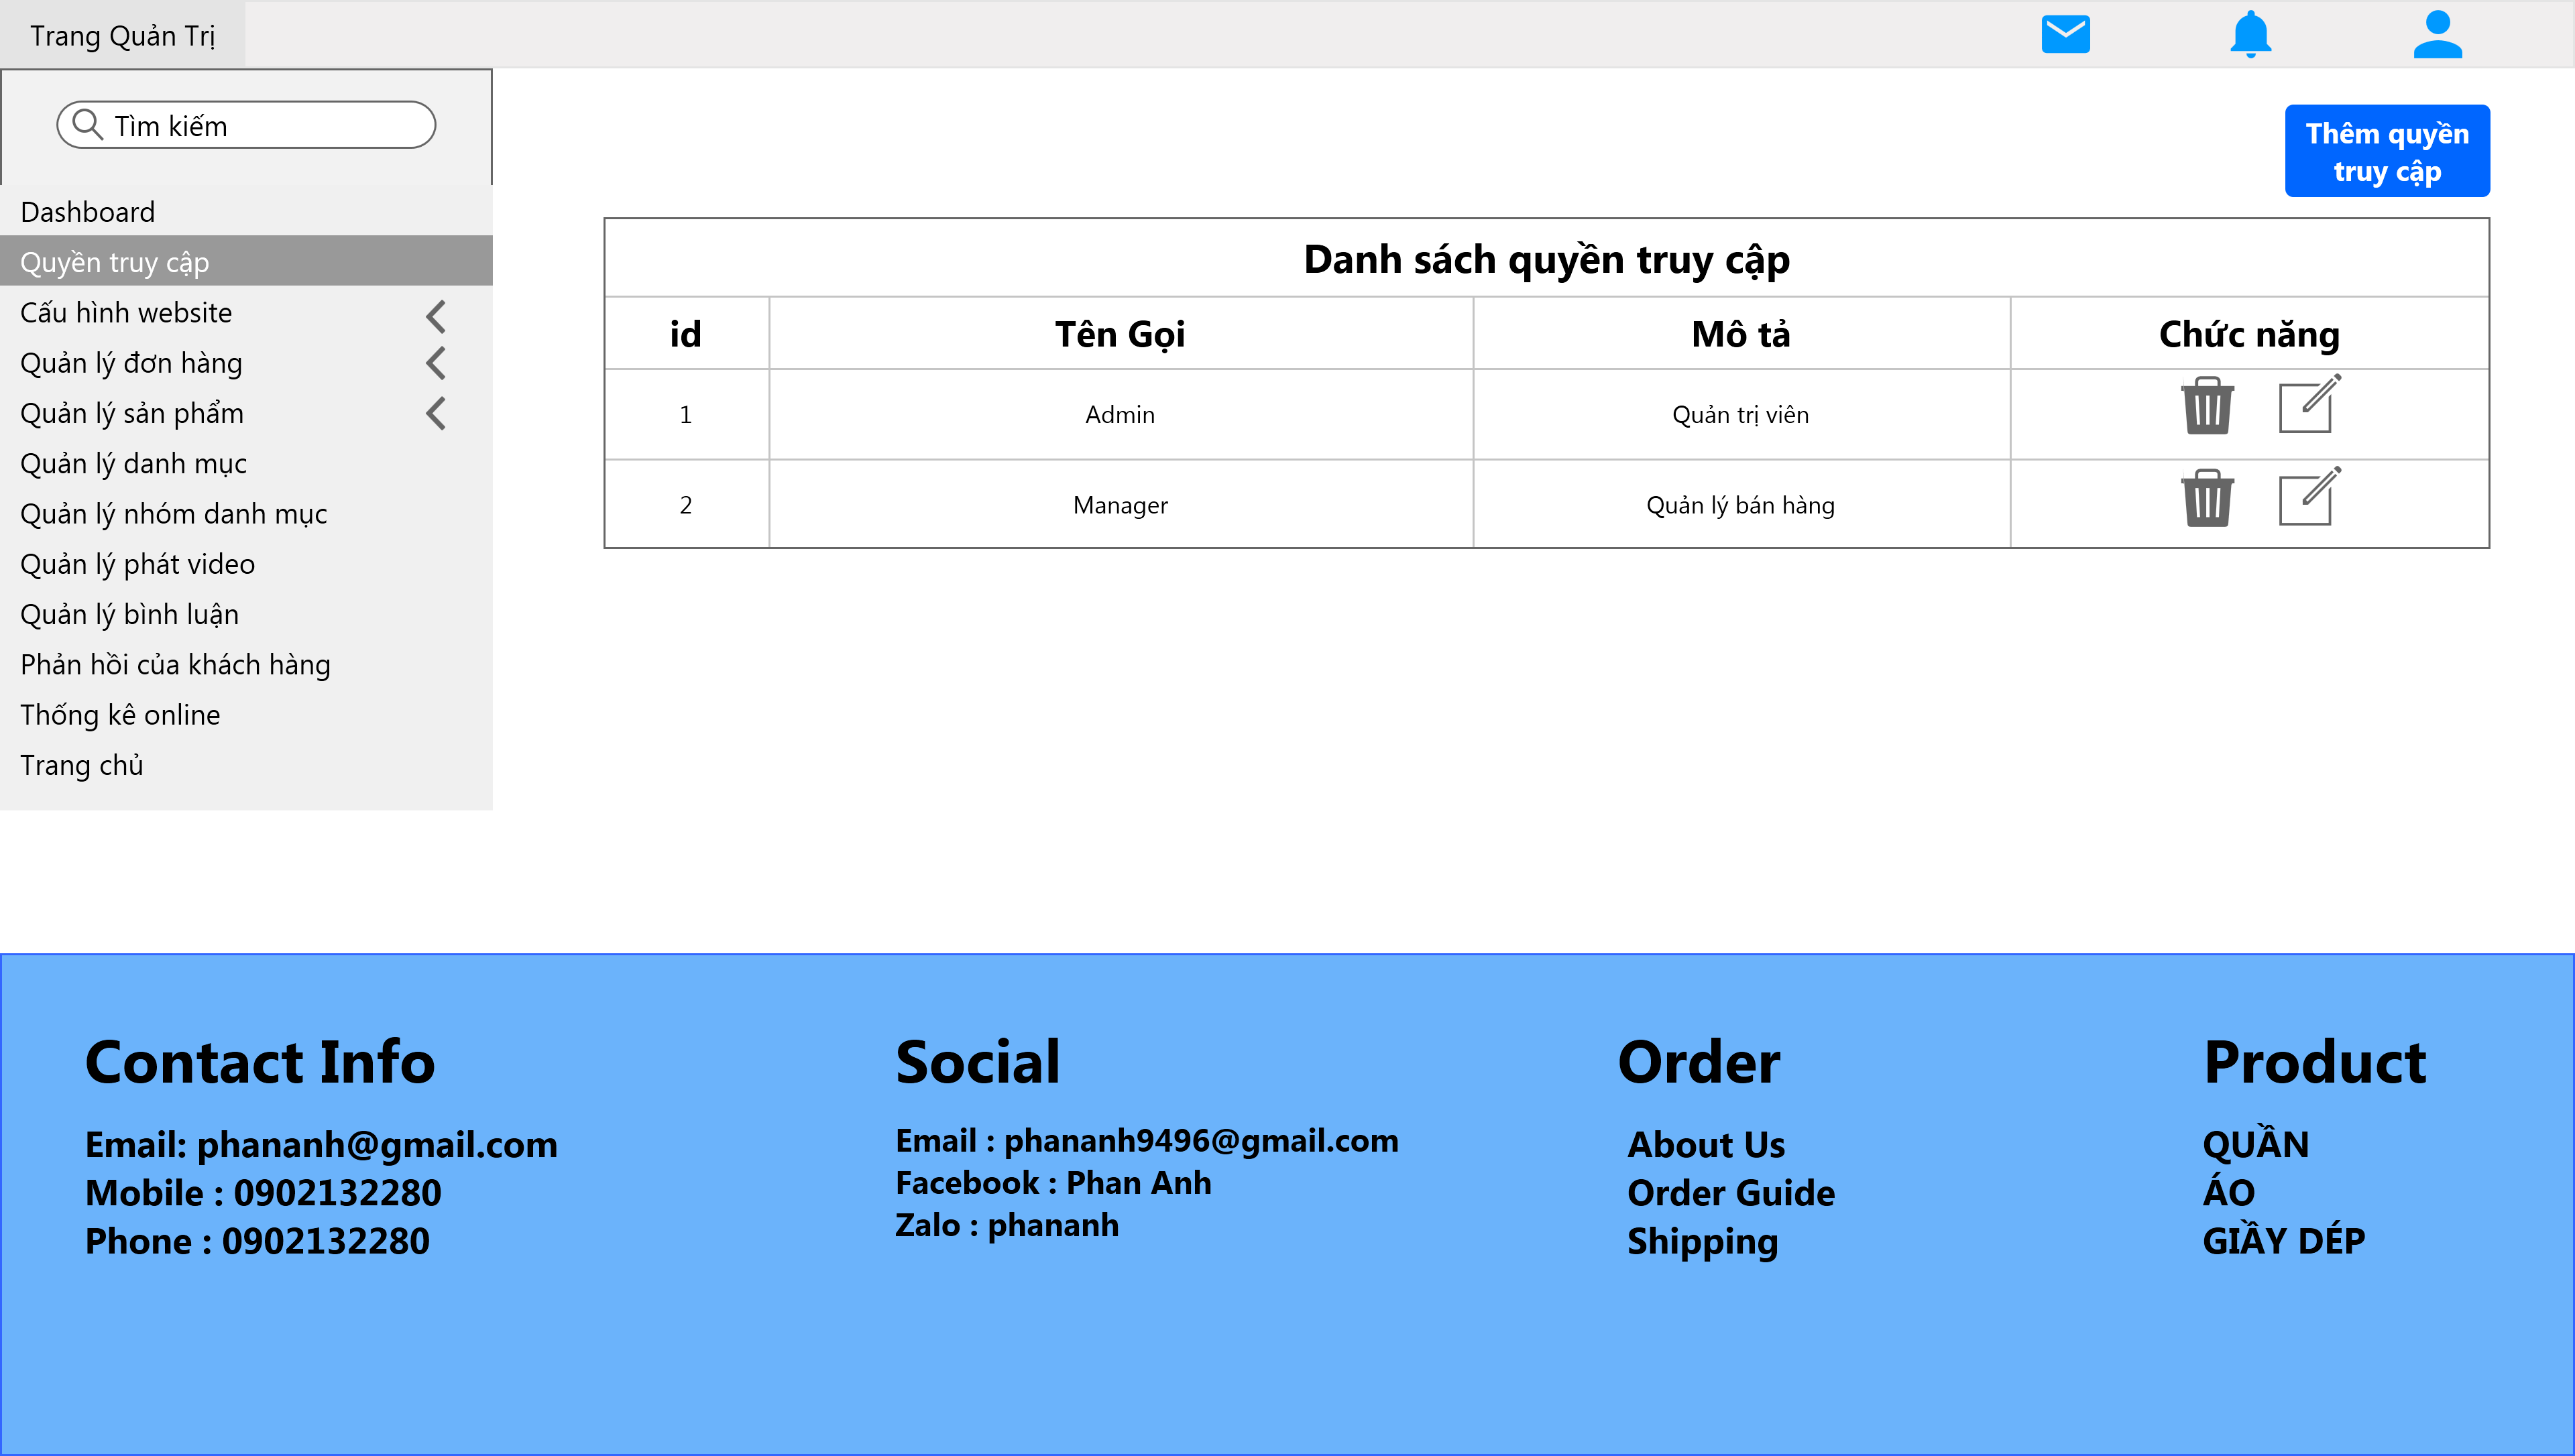 Trang Quản Trị
Tìm kiếm
Dashboard
Quyền truy cập
Cấu hình website
Quản lý đơn hàng
Quản lý sản phẩm
Quản lý danh mục
Quản lý nhóm danh mục
Quản lý phát video
Quản lý bình luận
Phản hồi của khách hàng
Thống kê online
Trang chủ
Thêm quyền
truy cập
Danh sách quyền truy cập
id Tên Gọi Mô tả Chức năng
1 Admin Quản trị viên
2 Manager Quản lý bán hàng
Contact Info
Email: phananh@gmail.com
Mobile : 0902132280
Phone : 0902132280
Social
Email : phananh9496@gmail.com
Facebook : Phan Anh
Zalo : phananh
Order
About Us
Order Guide
Shipping
Product
QUẦN
ÁO
GIẦY DÉP